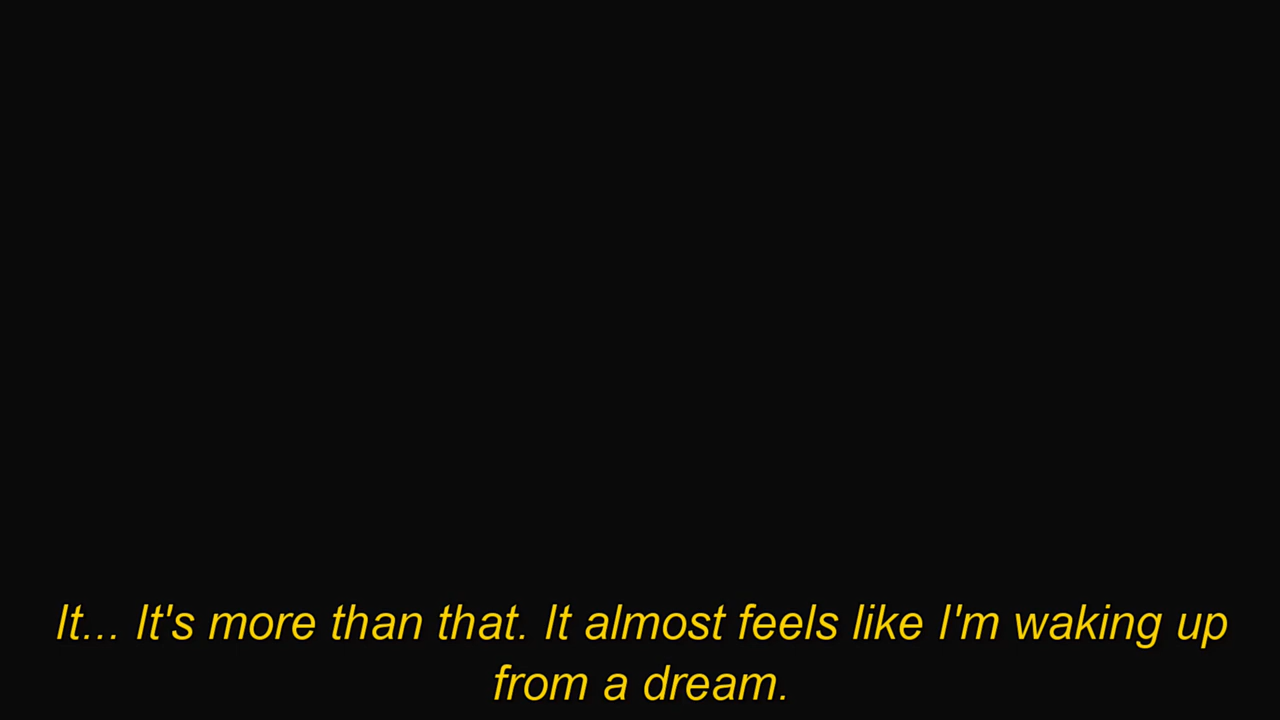 It... It's more than that. It almost feels like I'm waking up
from a dream.